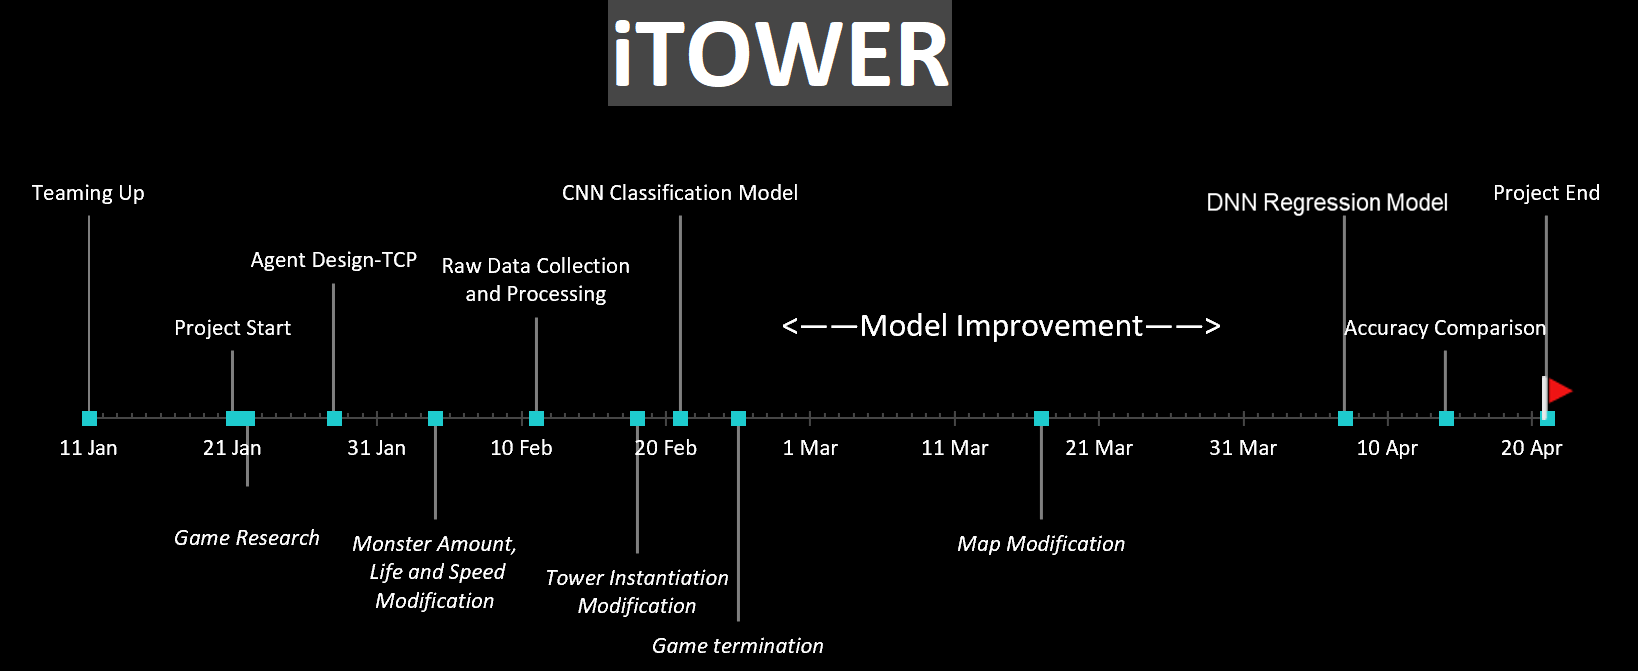 iTOWER
Teaming Up
CNN Classification Model
DNN Regression Model
Project End
Agent Design-TCP
Raw Data Collection
and Processing
Project Start
<——Model Improvement——>
Accuracy Comparison
11 Jan
21 Jan
31 Jan
10 Feb
20 Feb
1 Mar
11 Mar
21 Mar
31 Mar
10 Apr
20 Apr
Game Research
Monster Amount,
Life and Speed
Modification
Tower Instantiation
Modification
Game termination
Map Modification